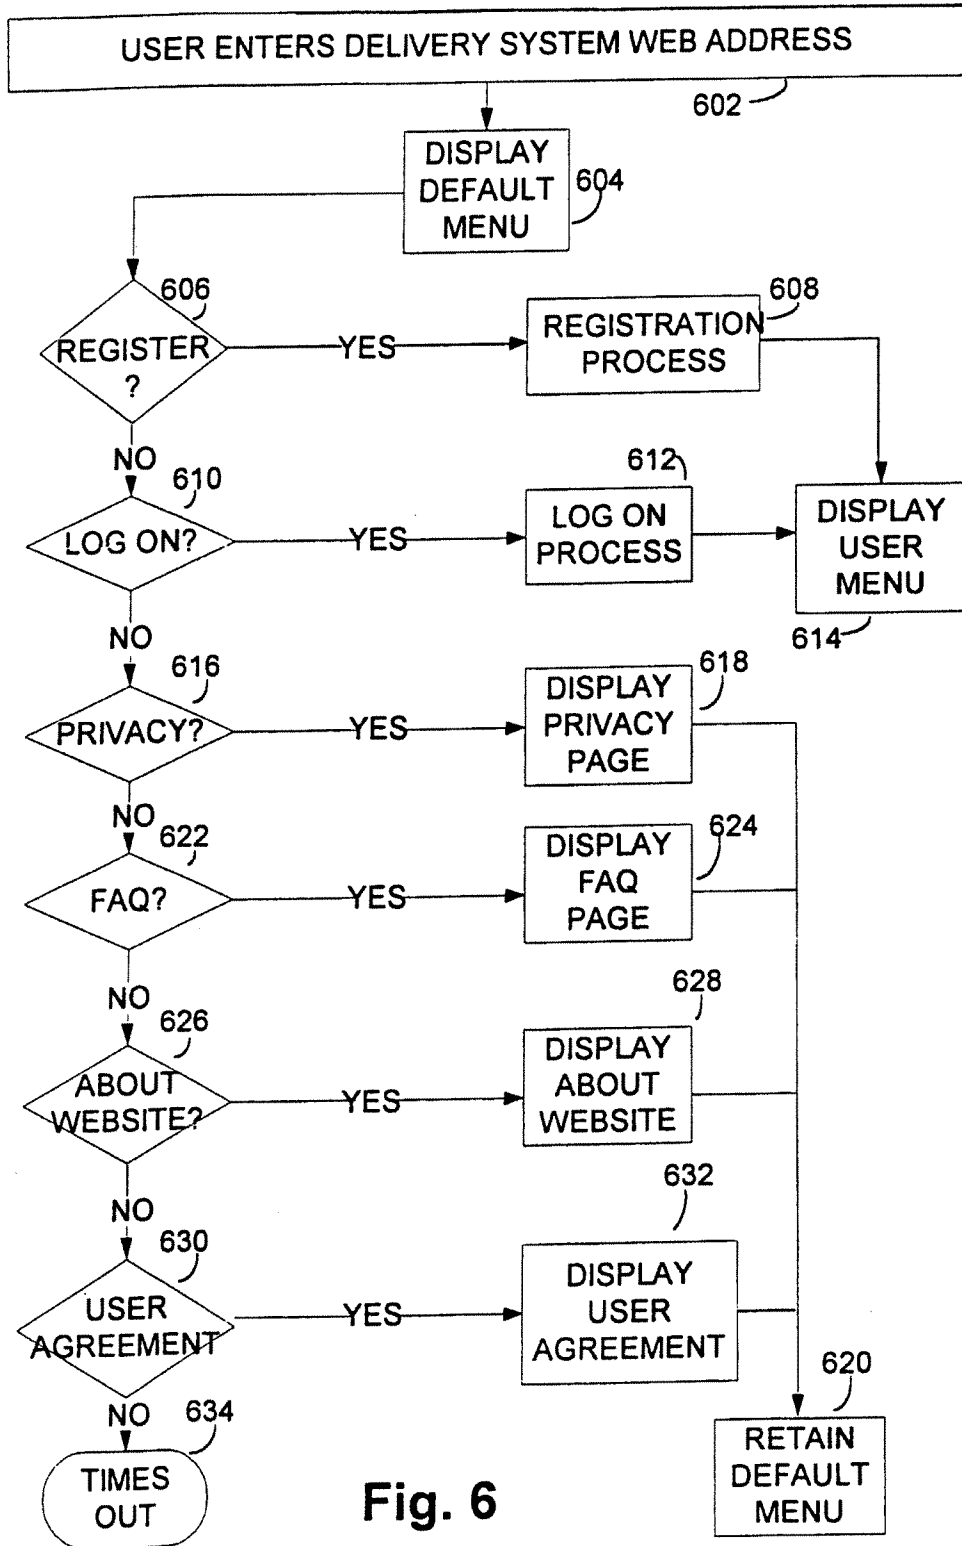 USER ENTERS DELIVERY SYSTEM WEB ADDRESS
602
DISPLAY
DEFAULT
MENU
604
606
REGISTER
?
YES
608
REGISTRATION
PROCESS
NO
610
LOG ON?
YES
612
LOG ON
PROCESS
DISPLAY
USER
MENU
614
NO
616
PRIVACY?
YES
618
DISPLAY
PRIVACY
PAGE
NO
622
FAQ?
YES
624
DISPLAY
FAQ
PAGE
NO
626
ABOUT
WEBSITE?
YES
628
DISPLAY
ABOUT
WEBSITE
NO
630
USER
AGREEMENT
YES
632
DISPLAY
USER
AGREEMENT
NO
634
TIMES
OUT
620
RETAIN
DEFAULT
MENU
Fig. 6